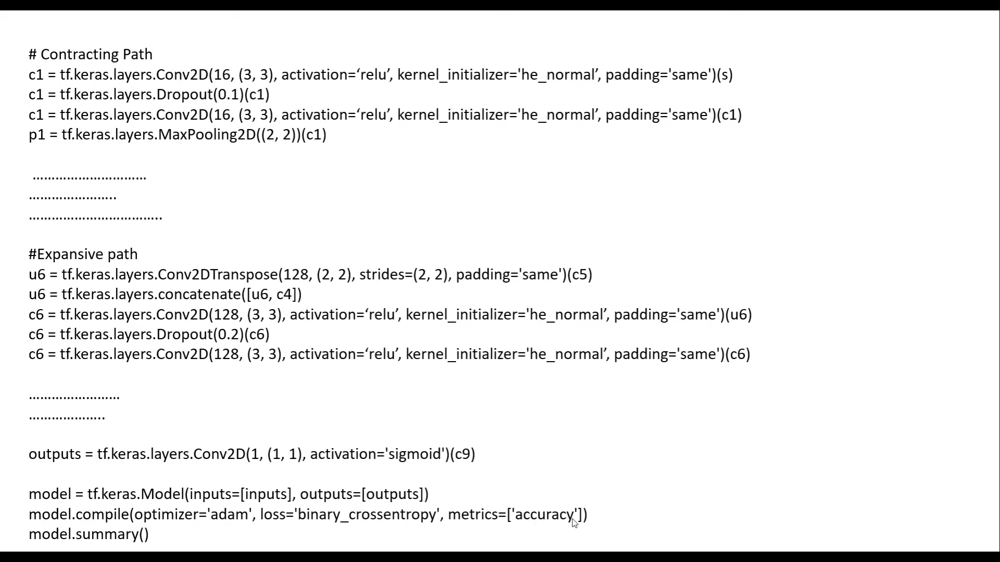 # Contracting Path
c1 = tf.keras.layers.Conv2D(16, (3, 3), activation=‘relu’, kernel_initializer='he_normal’, padding='same')(s)
c1 = tf.keras.layers.Dropout(0.1)(c1)
c1 = tf.keras.layers.Conv2D(16, (3, 3), activation=‘relu’, kernel_initializer='he_normal’, padding='same')(c1)
p1 = tf.keras.layers.MaxPooling2D((2, 2))(c1)
…………………………
…………………..
……………………………..
#Expansive path
u6 = tf.keras.layers.Conv2DTranspose(128, (2, 2), strides=(2, 2), padding='same')(c5)
u6 = tf.keras.layers.concatenate([u6, c4])
c6 = tf.keras.layers.Conv2D(128, (3, 3), activation=‘relu’, kernel_initializer='he_normal’, padding='same')(u6)
c6 = tf.keras.layers.Dropout(0.2)(c6)
c6 = tf.keras.layers.Conv2D(128, (3, 3), activation=‘relu’, kernel_initializer='he_normal’, padding='same')(c6)
……………………
………………..
outputs = tf.keras.layers.Conv2D(1, (1, 1), activation='sigmoid')(c9)
model = tf.keras.Model(inputs=[inputs], outputs=[outputs])
model.compile(optimizer='adam', loss='binary_crossentropy', metrics=['accuracy'])
model.summary()